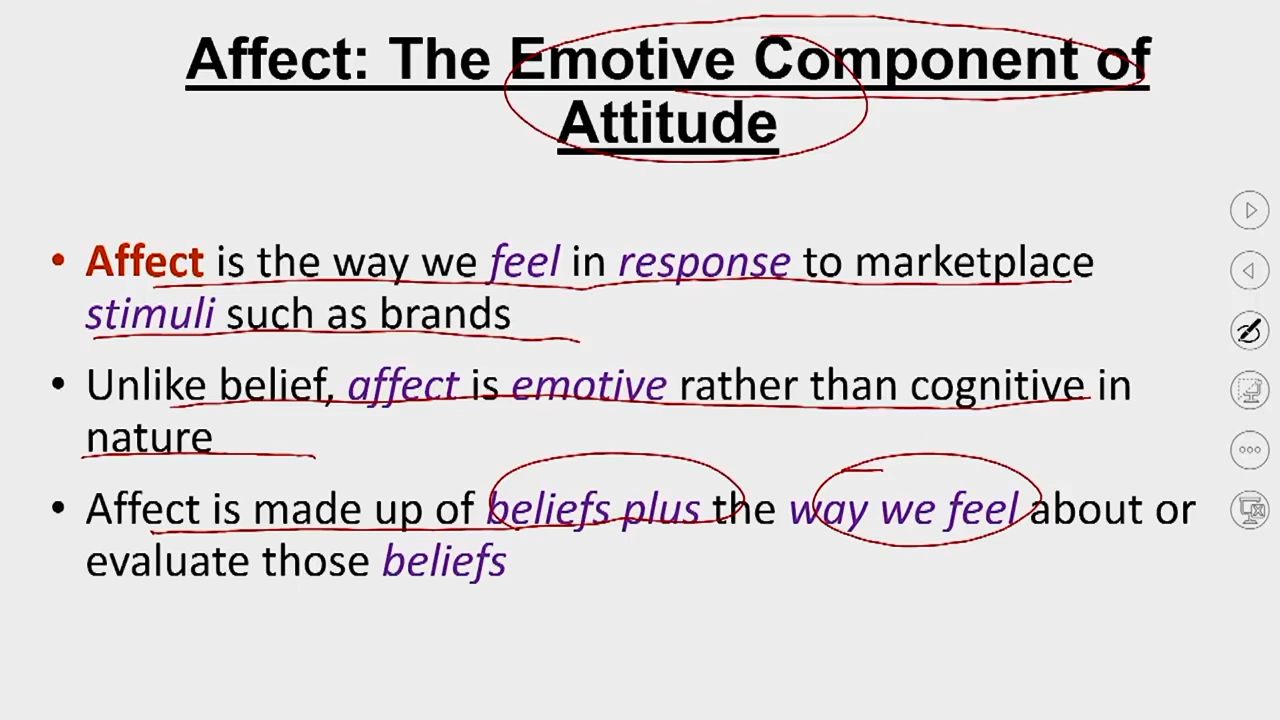 Affect: The Emotive Component of
Attitude
• Affect is the way we feel in response to marketplace
stimuli such as brands
• Unlike belief, affect is emotive rather than cognitive in
nature
• Affect is made up of beliefs plus the way we feel about or
evaluate those beliefs